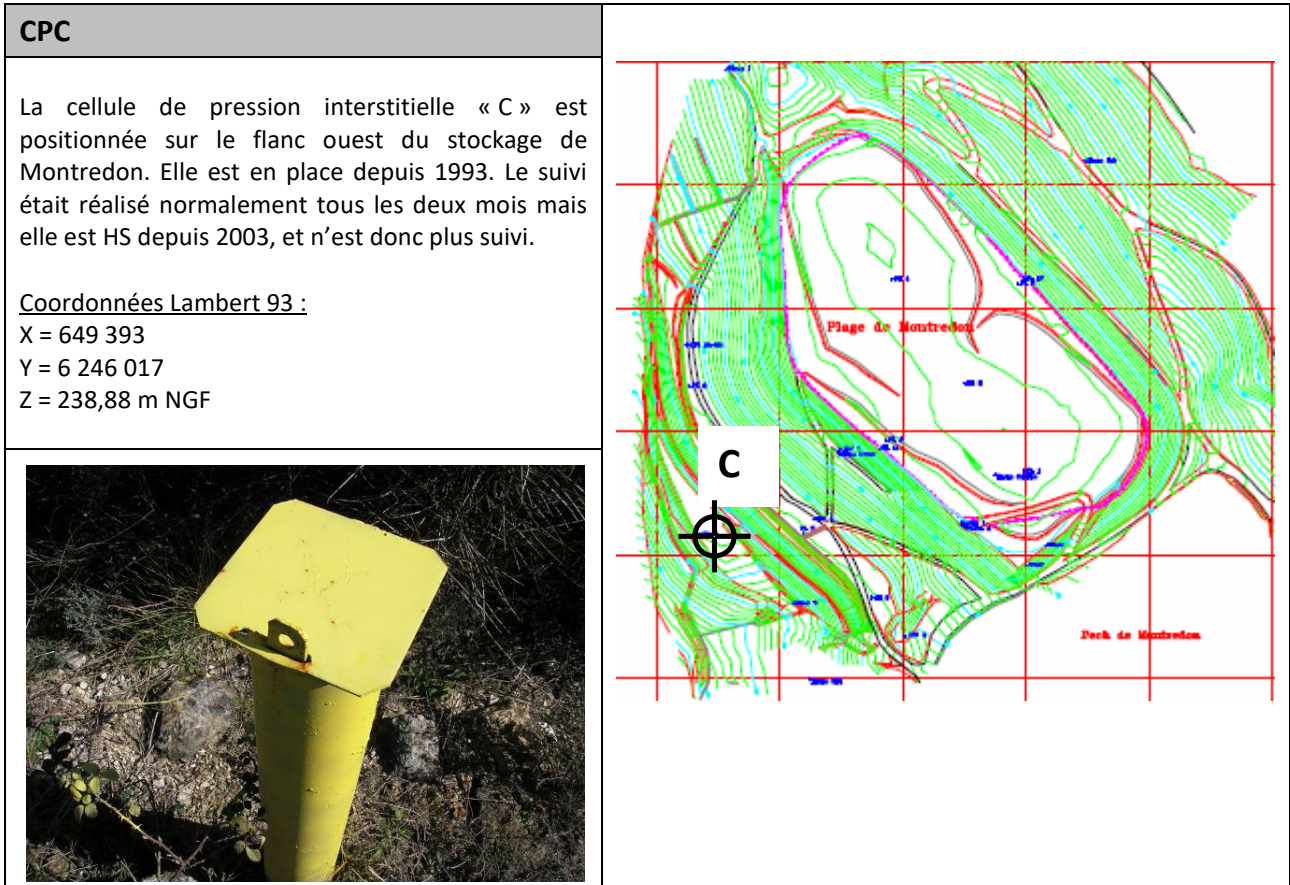 CPC
La cellule de pression interstitielle « C » est
positionnée sur le flanc ouest du stockage de
Montredon. Elle est en place depuis 1993. Le suivi
était réalisé normalement tous les deux mois mais
elle est HS depuis 2003, et n’est donc plus suivi.
Coordonnées Lambert 93 :
X = 649 393
Y = 6 246 017
Z = 238,88 m NGF
Plage de Montredon
C
Pech de Montredon